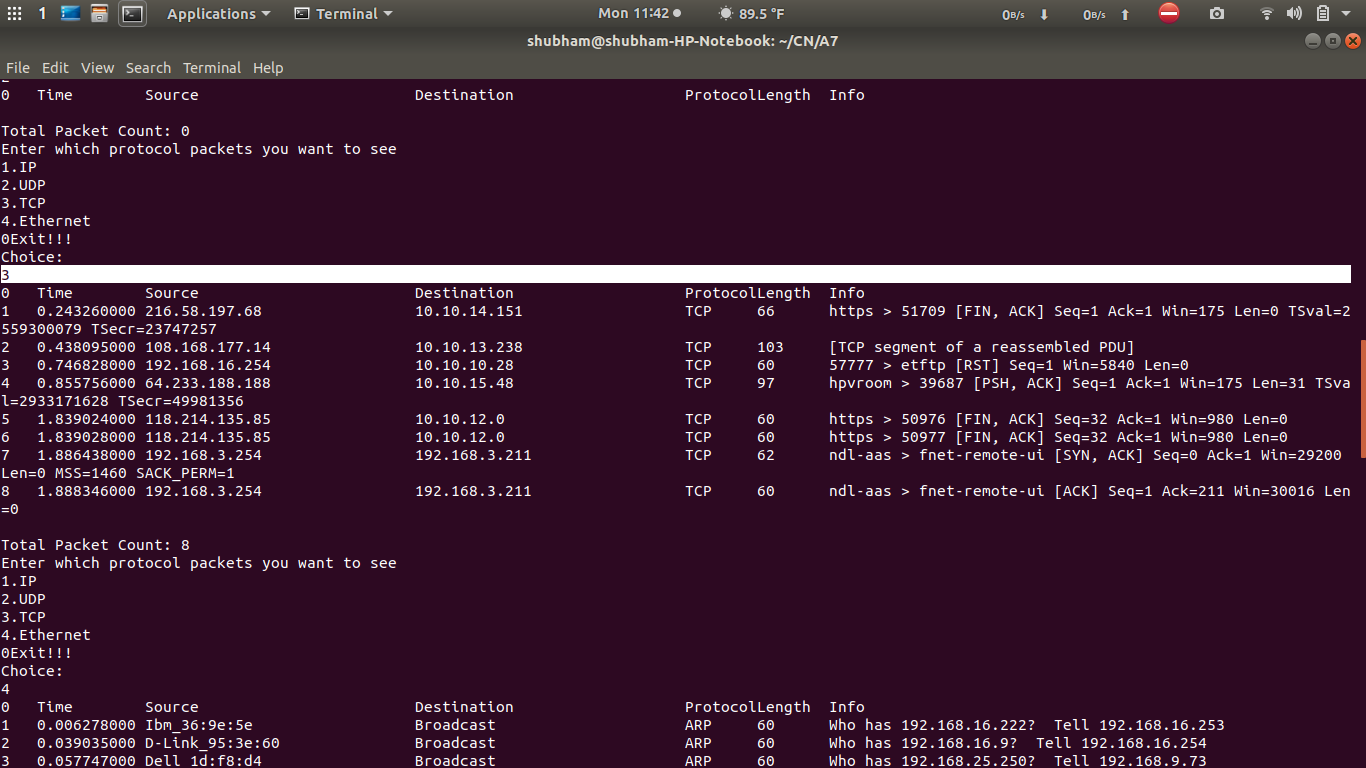 1 Applications Terminal Mon 11:42 89.5 °F 0B/s 0B/s
shubham@shubham-HP-Notebook: ~/CN/A7
File Edit View Search Terminal Help
0 Time Source Destination ProtocolLength Info
Total Packet Count: 0
Enter which protocol packets you want to see
1.IP
2.UDP
3.TCP
4.Ethernet
0Exit!!!
Choice:
3
0 Time Source Destination ProtocolLength Info
1 0.243260000 216.58.197.68 10.10.14.151 TCP 66 https > 51709 [FIN, ACK] Seq=1 Ack=1 Win=175 Len=0 TSval=2
559300079 TSecr=23747257
2 0.438095000 108.168.177.14 10.10.13.238 TCP 103 [TCP segment of a reassembled PDU]
3 0.746828000 192.168.16.254 10.10.10.28 TCP 60 57777 > etftp [RST] Seq=1 Win=5840 Len=0
4 0.855756000 64.233.188.188 10.10.15.48 TCP 97 hpvroom > 39687 [PSH, ACK] Seq=1 Ack=1 Win=175 Len=31 TSva
l=2933171628 TSecr=49981356
5 1.839024000 118.214.135.85 10.10.12.0 TCP 60 https > 50976 [FIN, ACK] Seq=32 Ack=1 Win=980 Len=0
6 1.839028000 118.214.135.85 10.10.12.0 TCP 60 https > 50977 [FIN, ACK] Seq=32 Ack=1 Win=980 Len=0
7 1.886438000 192.168.3.254 192.168.3.211 TCP 62 ndl-aas > fnet-remote-ui [SYN, ACK] Seq=0 Ack=1 Win=29200
Len=0 MSS=1460 SACK_PERM=1
8 1.888346000 192.168.3.254 192.168.3.211 TCP 60 ndl-aas > fnet-remote-ui [ACK] Seq=1 Ack=211 Win=30016 Len
=0
Total Packet Count: 8
Enter which protocol packets you want to see
1.IP
2.UDP
3.TCP
4.Ethernet
0Exit!!!
Choice:
4
0 Time Source Destination ProtocolLength Info
1 0.006278000 Ibm_36:9e:5e Broadcast ARP 60 Who has 192.168.16.222? Tell 192.168.16.253
2 0.039035000 D-Link_95:3e:60 Broadcast ARP 60 Who has 192.168.16.9? Tell 192.168.16.254
3 0.057747000 Dell_1d:f8:d4 Broadcast ARP 60 Who has 192.168.25.250? Tell 192.168.9.73